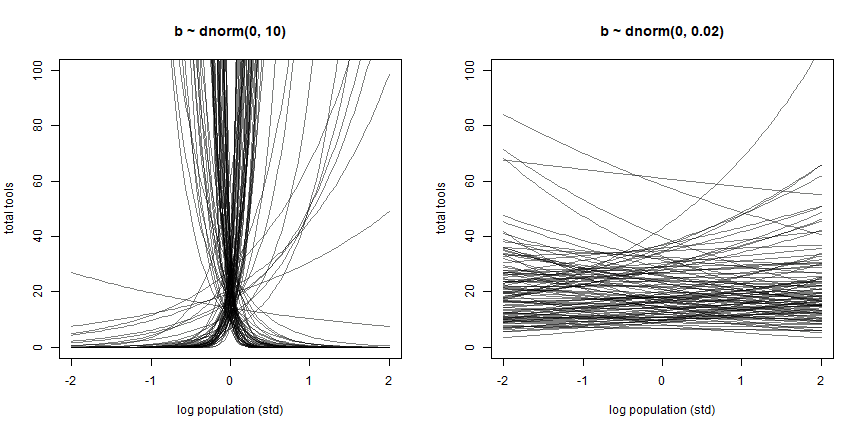 b ~ dnorm(0, 10)
total tools
100
80
60
40
20
0
-2 -1 0 1 2
log population (std)
b ~ dnorm(0, 0.02)
total tools
100
80
60
40
20
0
-2 -1 0 1 2
log population (std)